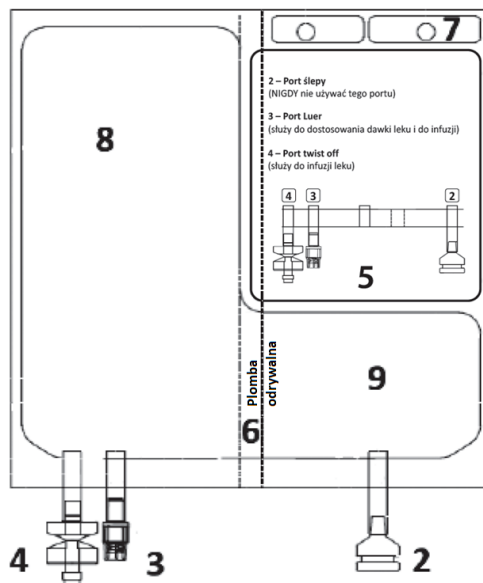 7
2 – Port ślepy
(NIGDY nie używać tego portu)
3 – Port Luer
(służy do dostosowania dawki leku i do infuzji)
4 – Port twist off
(służy do infuzji leku)
8
4 3 2
5
Plomba
odrywalna
9
6
4 3 2